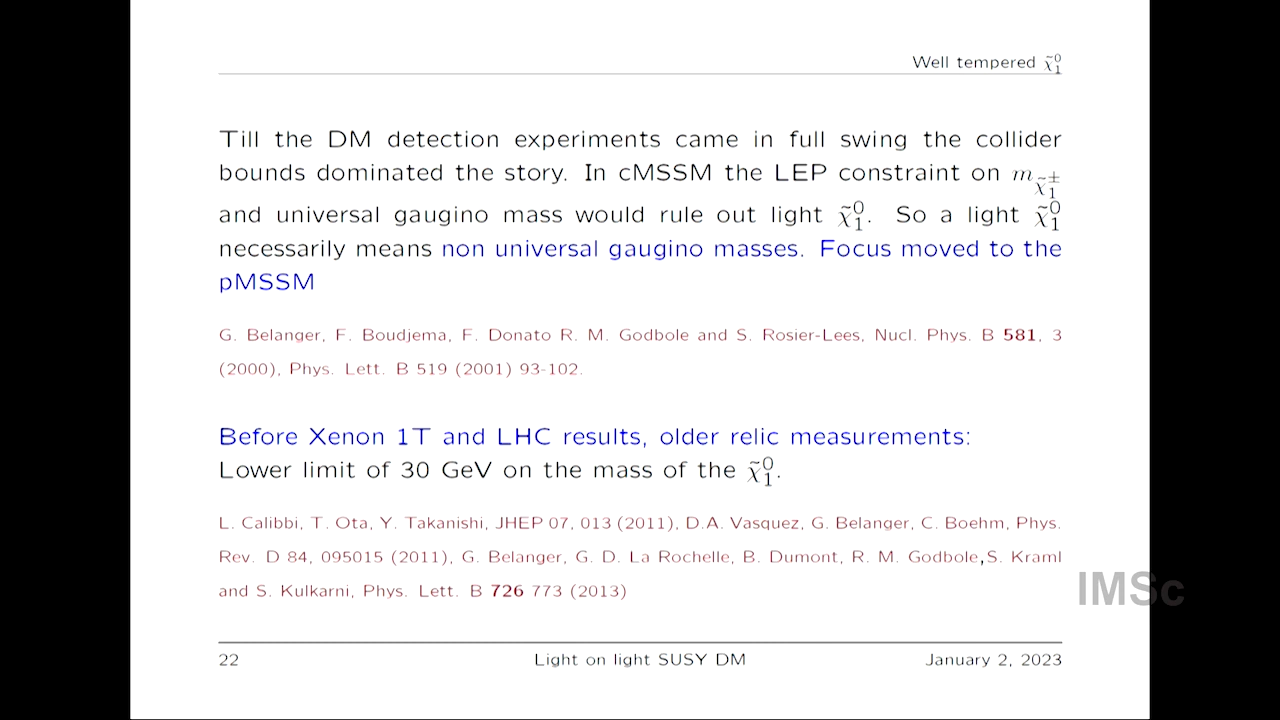 Well tempered χ̃⁰₁
Till the DM detection experiments came in full swing the collider
bounds dominated the story. In cMSSM the LEP constraint on m_χ̃±₁
and universal gaugino mass would rule out light χ̃⁰₁. So a light χ̃⁰₁
necessarily means non universal gaugino masses. Focus moved to the
pMSSM
G. Belanger, F. Boudjema, F. Donato R. M. Godbole and S. Rosier-Lees, Nucl. Phys. B 581, 3
(2000), Phys. Lett. B 519 (2001) 93-102.
Before Xenon 1T and LHC results, older relic measurements:
Lower limit of 30 GeV on the mass of the χ̃⁰₁.
L. Calibbi, T. Ota, Y. Takanishi, JHEP 07, 013 (2011), D.A. Vasquez, G. Belanger, C. Boehm, Phys.
Rev. D 84, 095015 (2011), G. Belanger, G. D. La Rochelle, B. Dumont, R. M. Godbole,S. Kraml
and S. Kulkarni, Phys. Lett. B 726 773 (2013)
IMSc
22 Light on light SUSY DM January 2, 2023